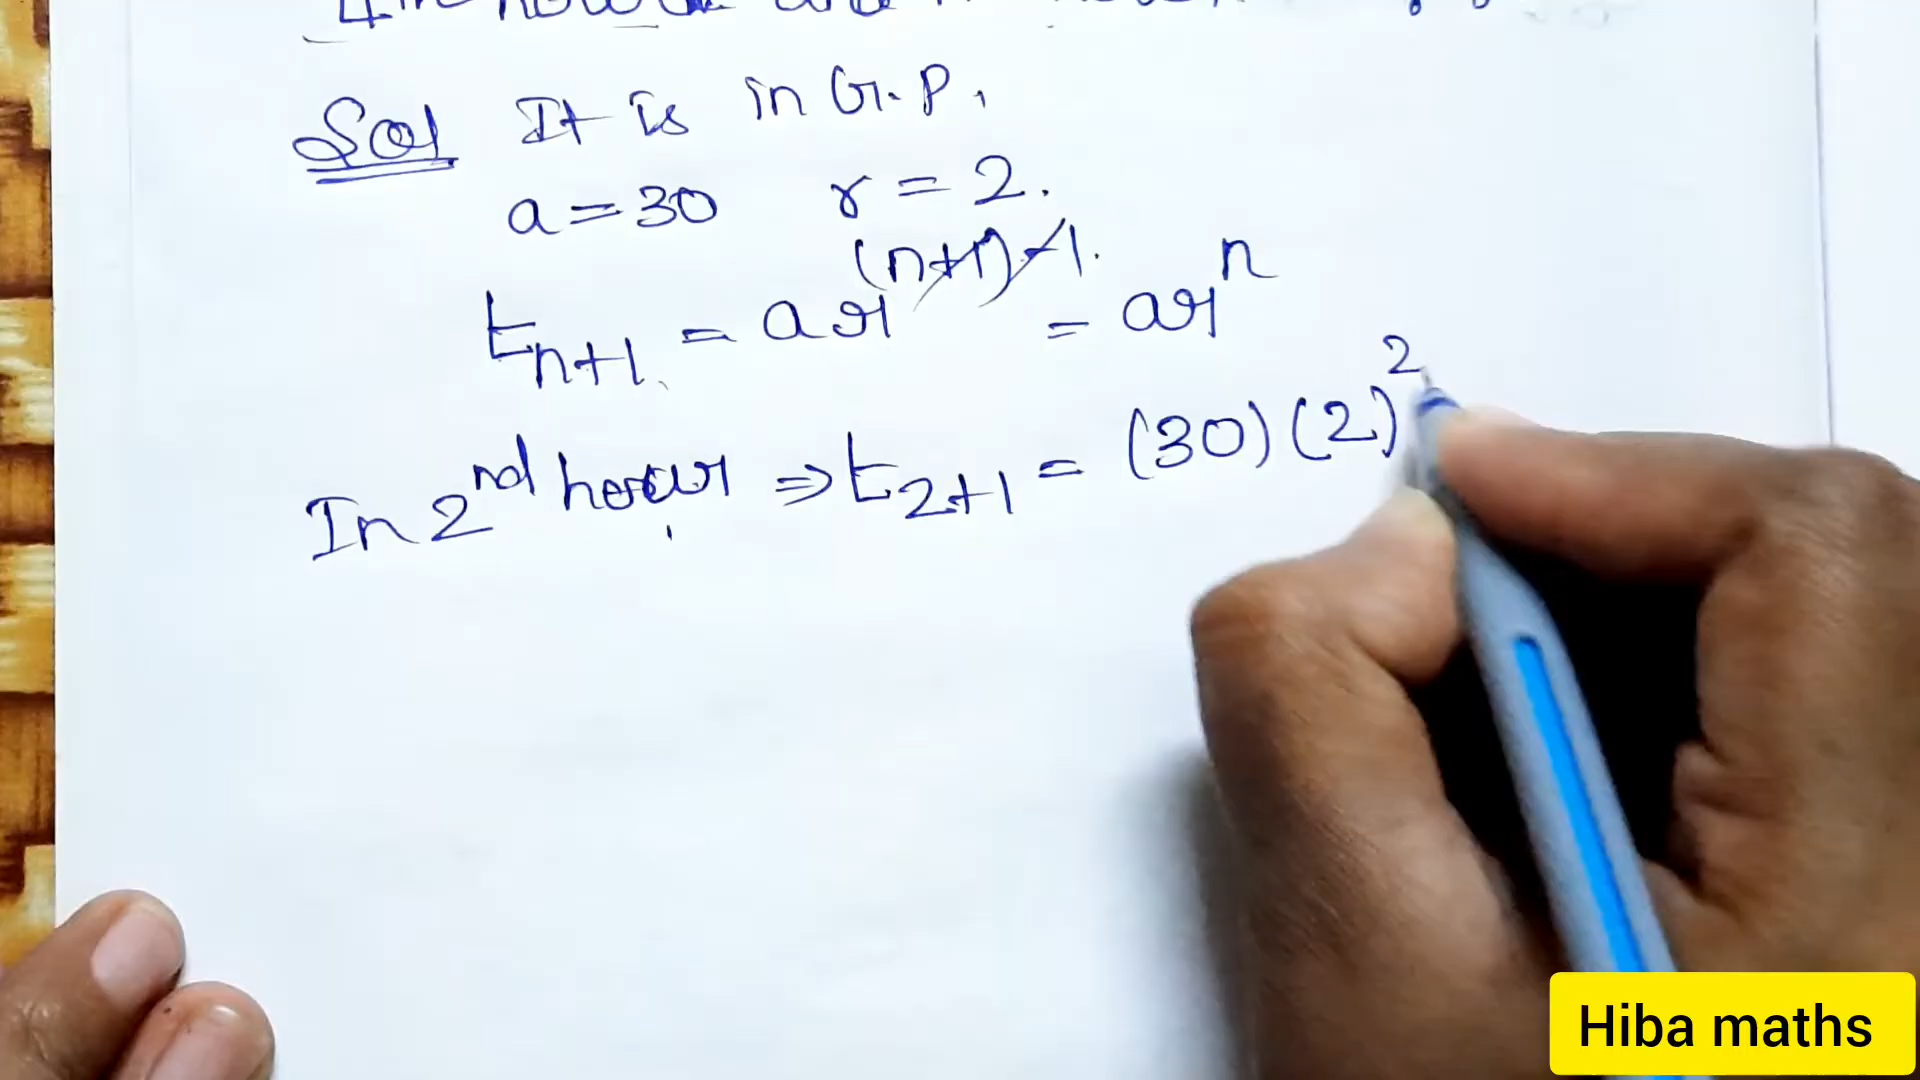 Sol It is in G.P.
a = 30 r = 2.
t_{n+1} = ar^{(n+1)-1} = ar^n
In 2nd hour ⇒ t_{2+1} = (30)(2)^2
Hiba maths